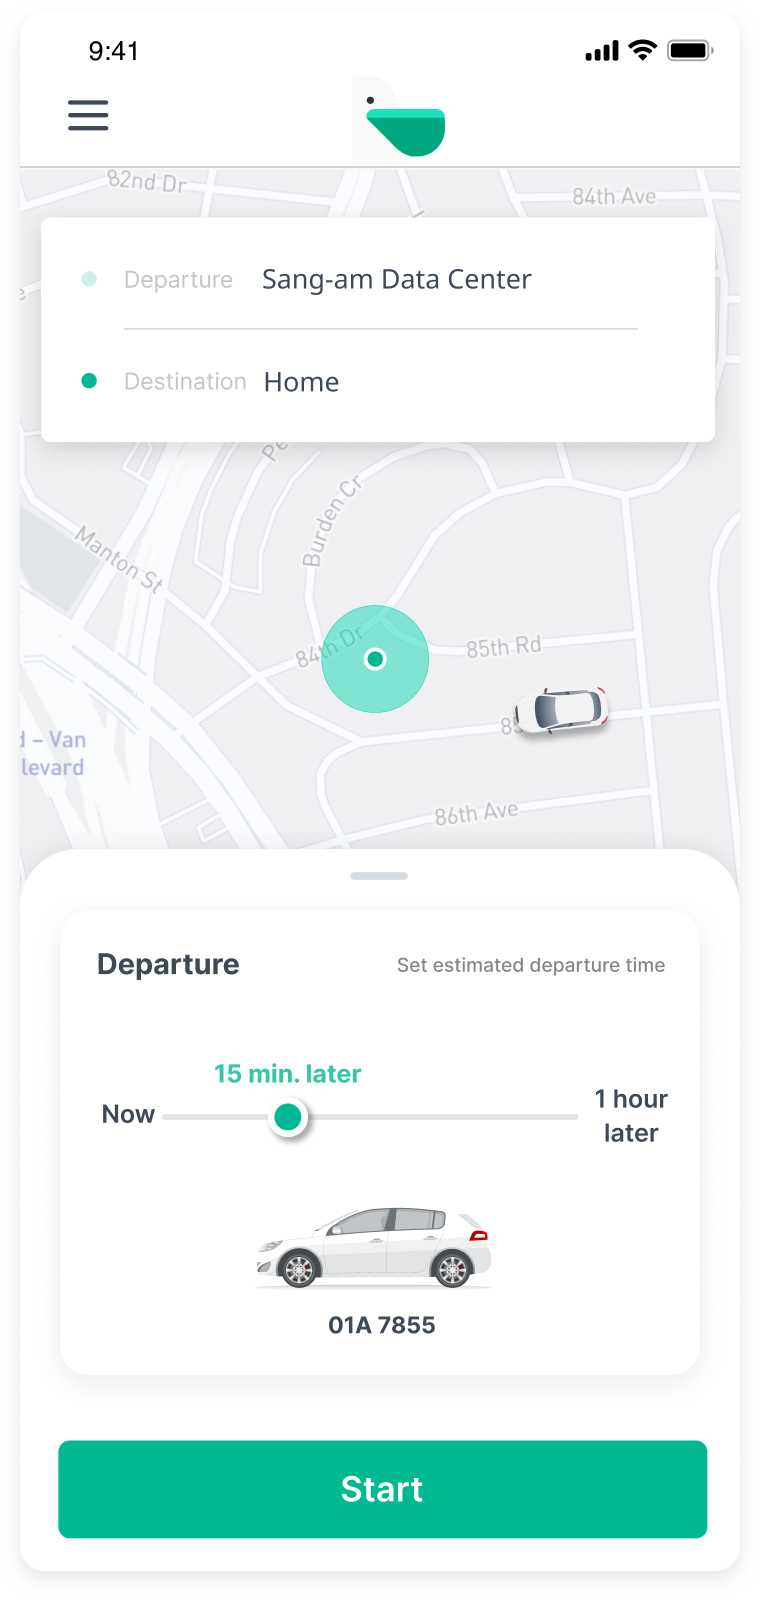 9:41
82nd Dr
84th Ave
Departure Sang-am Data Center
Destination Home
Burden Cr
Manton St
84th Dr
85th Rd
d – Van
levard
86th Ave
Departure
Set estimated departure time
15 min. later
Now
1 hour
later
01A 7855
Start